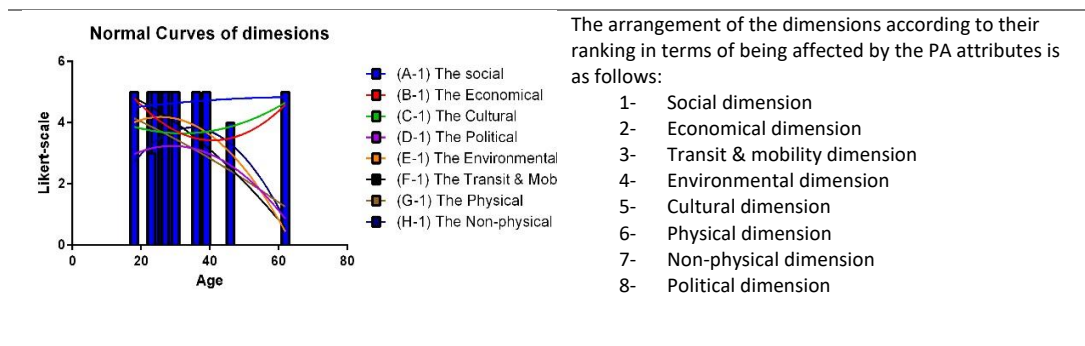 Normal Curves of dimesions
6
4
2
0
Likert-scale
0 20 40 60 80
Age
(A-1) The social
(B-1) The Economical
(C-1) The Cultural
(D-1) The Political
(E-1) The Environmental
(F-1) The Transit & Mob
(G-1) The Physical
(H-1) The Non-physical
The arrangement of the dimensions according to their
ranking in terms of being affected by the PA attributes is
as follows:
1- Social dimension
2- Economical dimension
3- Transit & mobility dimension
4- Environmental dimension
5- Cultural dimension
6- Physical dimension
7- Non-physical dimension
8- Political dimension